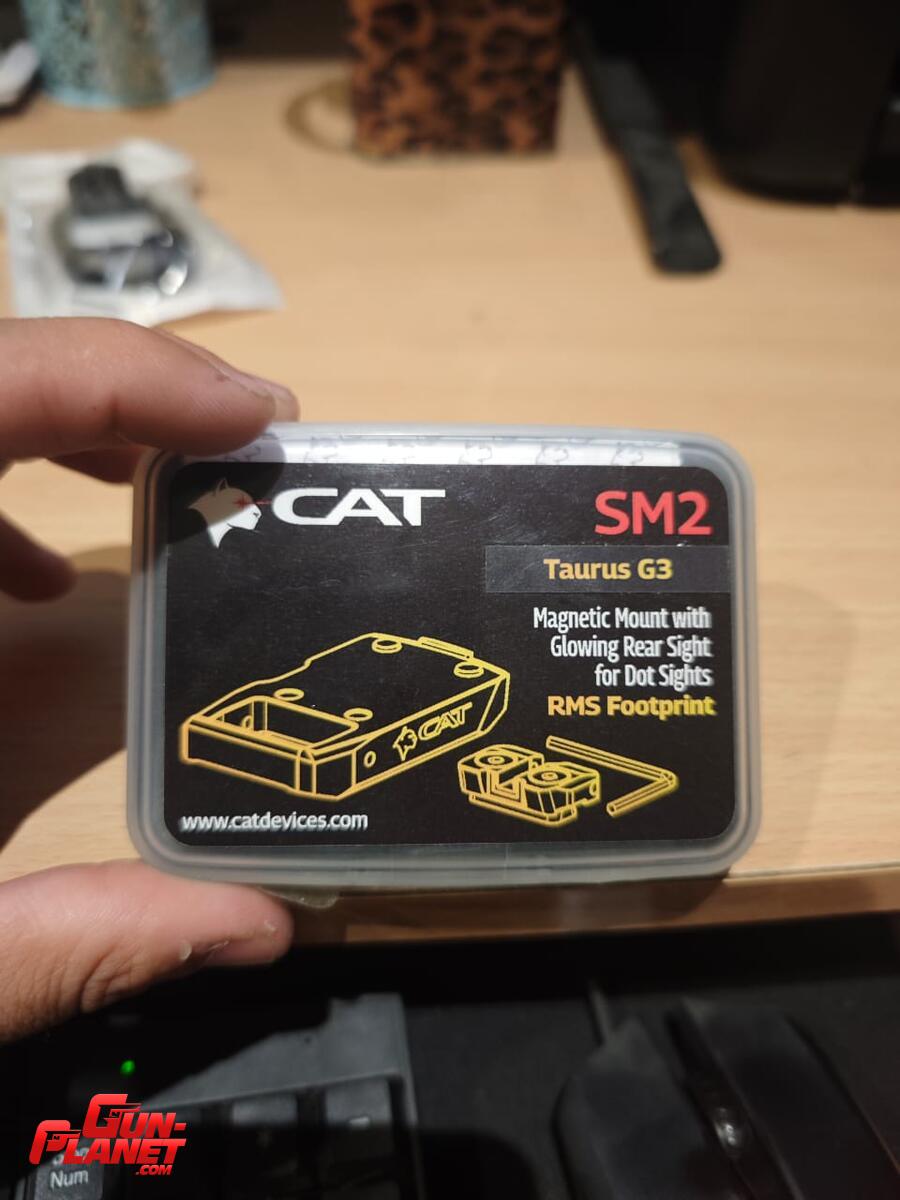 CAT
SM2
Taurus G3
Magnetic Mount with
Glowing Rear Sight
for Dot Sights
RMS Footprint
CAT
www.catdevices.com
GUN-
PLANET
.COM
Num